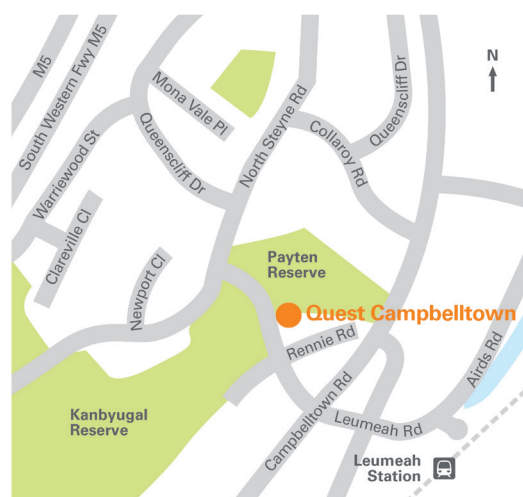 M5
South Western Fwy M5
Mona Vale Pl
N
Queenscliff Dr
Warriewood St
Queenscliff Dr
North Steyne Rd
Collaroy Rd
Clareville Cl
Newport Cl
Payten
Reserve
Quest Campbelltown
Rennie Rd
Airds Rd
Campbelltown Rd
Leumeah Rd
Kanbyugal
Reserve
Leumeah
Station